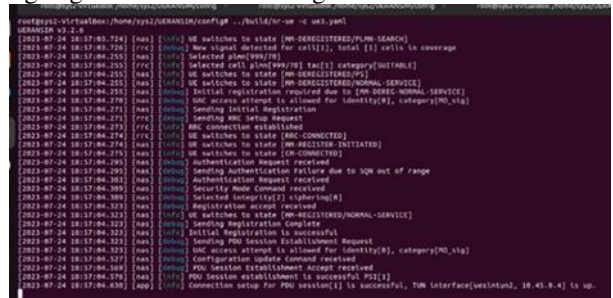 root@sys2-VirtualBox:/home/sys2/UERANSIM/config# ../build/nr-ue -c ue3.yaml
UERANSIM v3.2.6
[2023-07-24 18:57:03.724] [nas] [info] UE switches to state [MM-DEREGISTERED/PLMN-SEARCH]
[2023-07-24 18:57:03.726] [rrc] [debug] New signal detected for cell[1], total [1] cells in coverage
[2023-07-24 18:57:04.255] [nas] [info] Selected plmn[999/70]
[2023-07-24 18:57:04.255] [rrc] [info] Selected cell plmn[999/70] tac[1] category[SUITABLE]
[2023-07-24 18:57:04.255] [nas] [info] UE switches to state [MM-DEREGISTERED/PS]
[2023-07-24 18:57:04.255] [nas] [info] UE switches to state [MM-DEREGISTERED/NORMAL-SERVICE]
[2023-07-24 18:57:04.255] [nas] [debug] Initial registration required due to [MM-DEREG-NORMAL-SERVICE]
[2023-07-24 18:57:04.271] [nas] [debug] UAC access attempt is allowed for identity[0], category[MO_sig]
[2023-07-24 18:57:04.271] [nas] [debug] Sending Initial Registration
[2023-07-24 18:57:04.271] [rrc] [debug] Sending RRC Setup Request
[2023-07-24 18:57:04.273] [rrc] [info] RRC connection established
[2023-07-24 18:57:04.274] [rrc] [info] UE switches to state [RRC-CONNECTED]
[2023-07-24 18:57:04.274] [nas] [info] UE switches to state [MM-REGISTER-INITIATED]
[2023-07-24 18:57:04.275] [nas] [info] UE switches to state [CM-CONNECTED]
[2023-07-24 18:57:04.295] [nas] [debug] Authentication Request received
[2023-07-24 18:57:04.295] [nas] [debug] Sending Authentication Failure due to SQN out of range
[2023-07-24 18:57:04.303] [nas] [debug] Authentication Request received
[2023-07-24 18:57:04.309] [nas] [debug] Security Mode Command received
[2023-07-24 18:57:04.309] [nas] [debug] Selected integrity[2] ciphering[0]
[2023-07-24 18:57:04.323] [nas] [debug] Registration accept received
[2023-07-24 18:57:04.323] [nas] [info] UE switches to state [MM-REGISTERED/NORMAL-SERVICE]
[2023-07-24 18:57:04.323] [nas] [debug] Sending Registration Complete
[2023-07-24 18:57:04.323] [nas] [info] Initial Registration is successful
[2023-07-24 18:57:04.323] [nas] [debug] Sending PDU Session Establishment Request
[2023-07-24 18:57:04.323] [nas] [debug] UAC access attempt is allowed for identity[0], category[MO_sig]
[2023-07-24 18:57:04.527] [nas] [debug] Configuration Update Command received
[2023-07-24 18:57:04.569] [nas] [debug] PDU Session Establishment Accept received
[2023-07-24 18:57:04.576] [nas] [info] PDU Session establishment is successful PSI[1]
[2023-07-24 18:57:04.630] [app] [info] Connection setup for PDU session[1] is successful, TUN interface[uesimtun2, 10.45.0.4] is up.